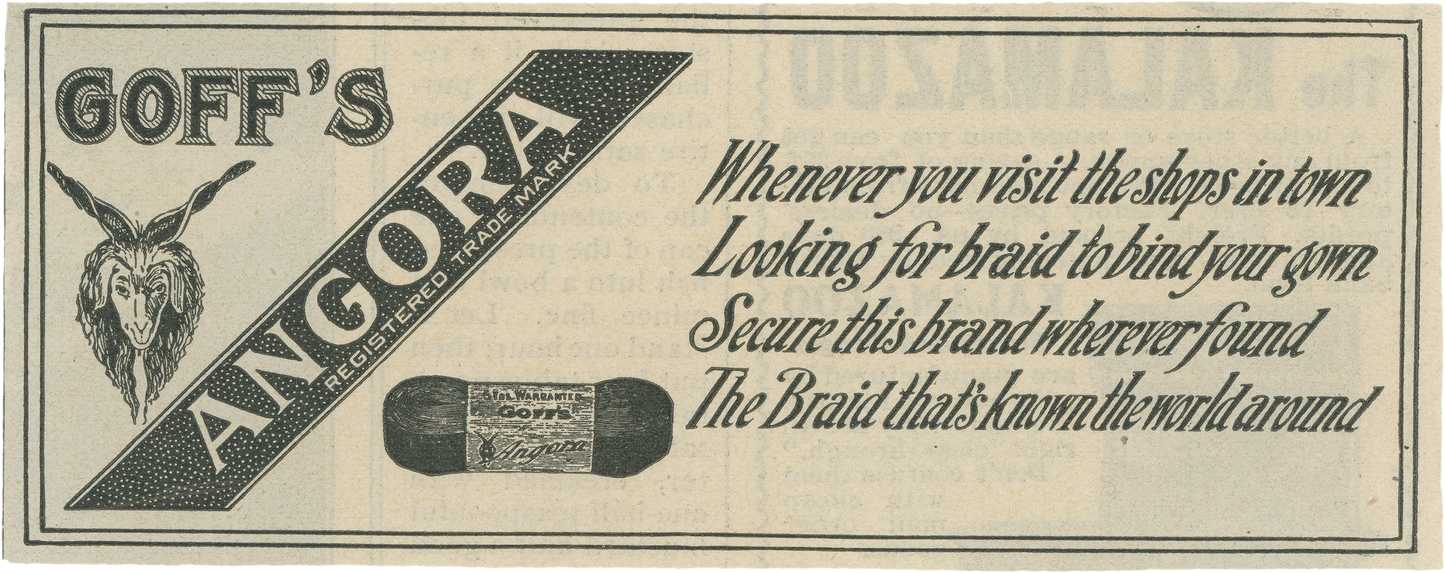 GOFF'S
ANGORA
REGISTERED TRADE MARK
Whenever you visit the shops in town
Looking for braid to bind your gown
Secure this brand wherever found
The Braid that's known the world around
WARRANTED
GOFF'S
Angora